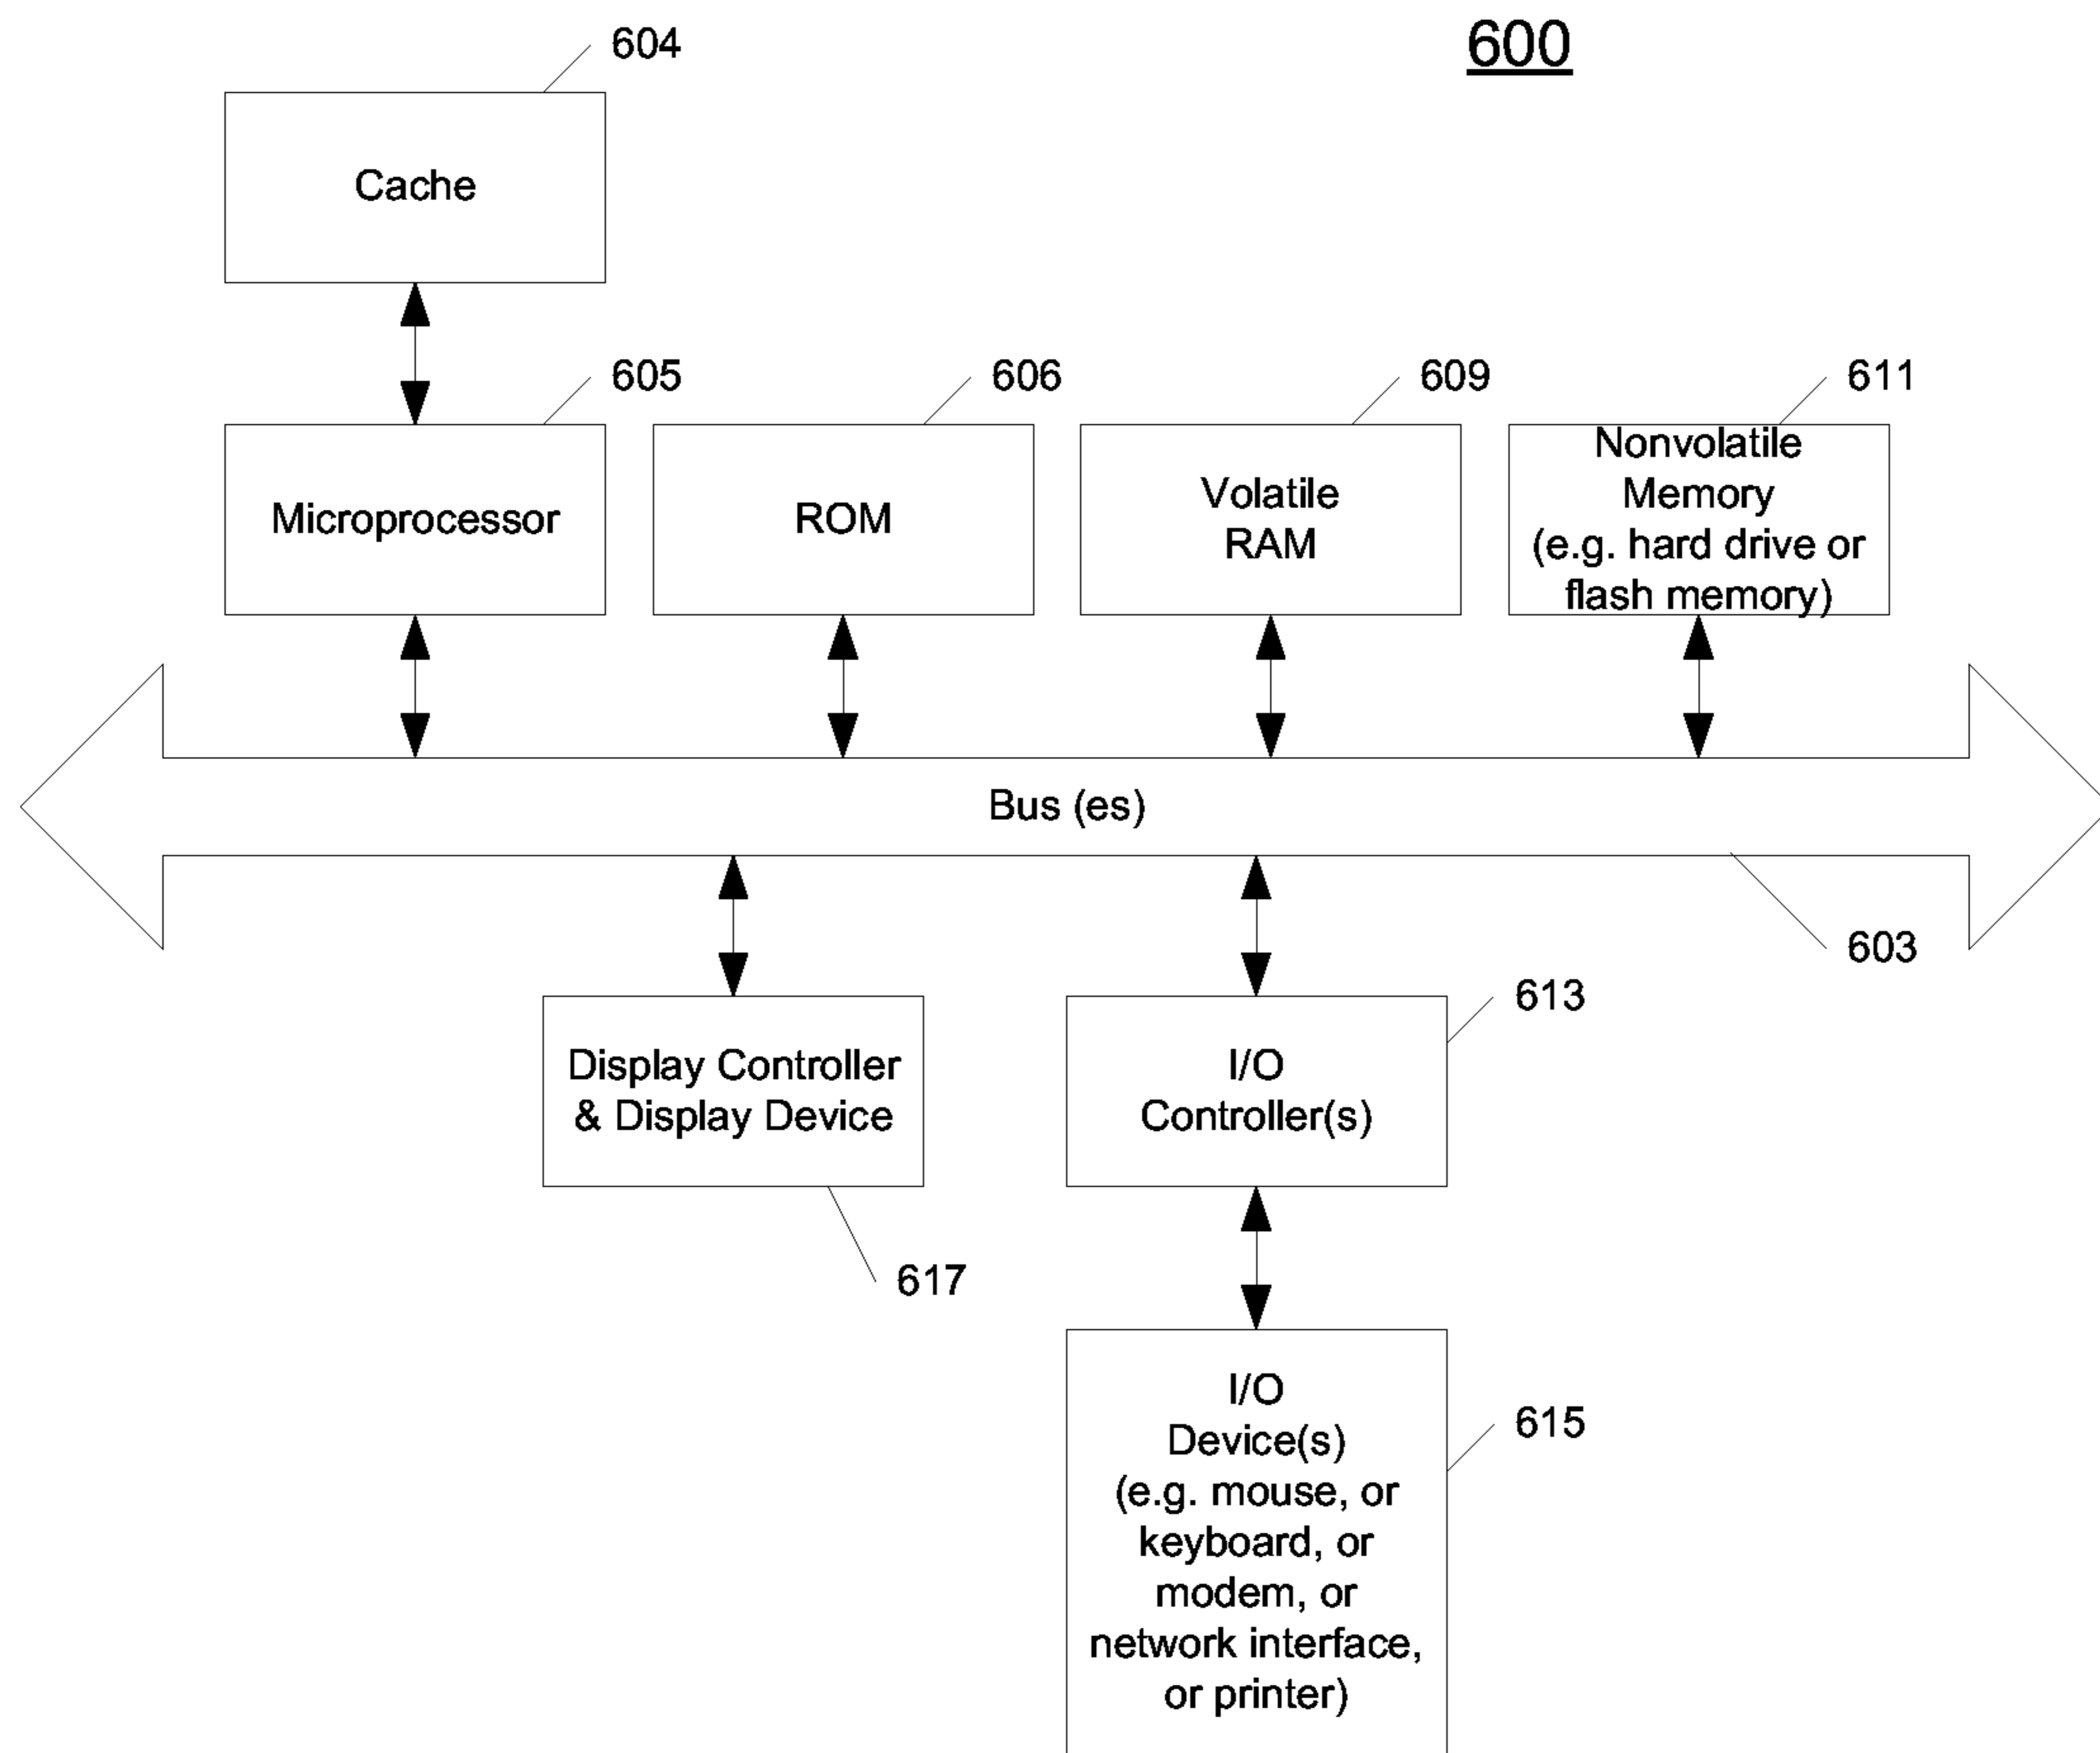 600
604
Cache
605
606
609
611
Microprocessor
ROM
Volatile
RAM
Nonvolatile
Memory
(e.g. hard drive or
flash memory)
Bus (es)
603
613
Display Controller
& Display Device
I/O
Controller(s)
617
I/O
Device(s)
(e.g. mouse, or
keyboard, or
modem, or
network interface,
or printer)
615